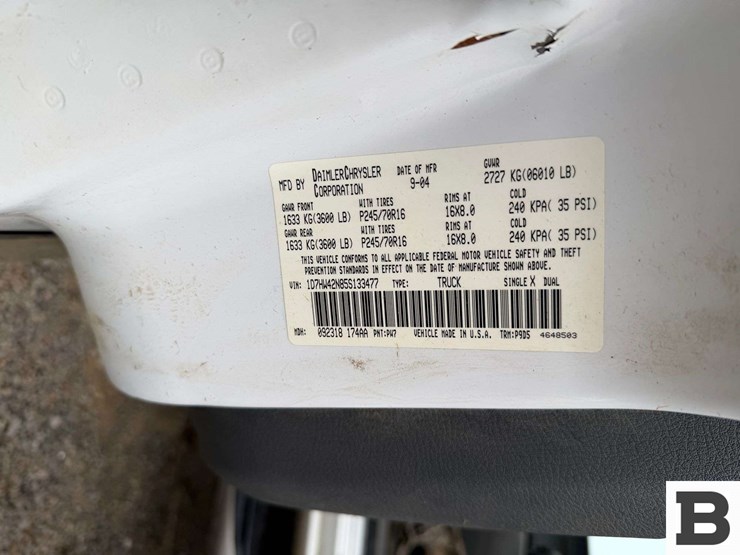 MFD BY DAIMLERCHRYSLER CORPORATION DATE OF MFR 9-04 GVWR 2727 KG(06010 LB)
GAWR FRONT WITH TIRES RIMS AT COLD
1633 KG(3600 LB) P245/70R16 16X8.0 240 KPA( 35 PSI)
GAWR REAR WITH TIRES RIMS AT COLD
1633 KG(3600 LB) P245/70R16 16X8.0 240 KPA( 35 PSI)
THIS VEHICLE CONFORMS TO ALL APPLICABLE FEDERAL MOTOR VEHICLE SAFETY AND THEFT
PREVENTION STANDARDS IN EFFECT ON THE DATE OF MANUFACTURE SHOWN ABOVE.
VIN: 1D7HW42N85S133477 TYPE: TRUCK SINGLE X DUAL
MDH: 092318 174AA PNT:PW7 VEHICLE MADE IN U.S.A. TRM:P9D5 4648503
B